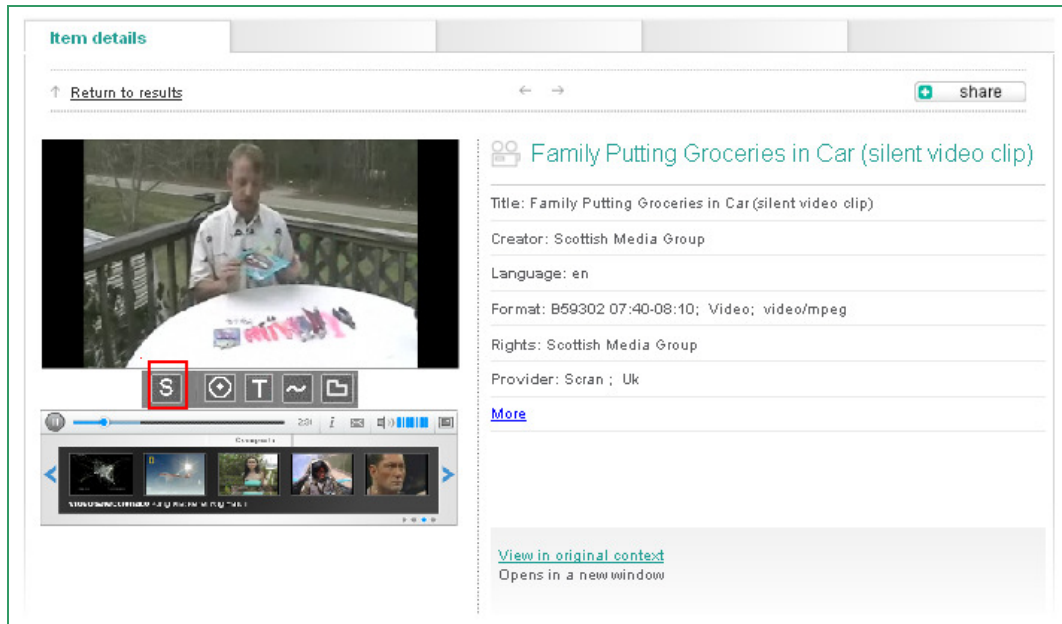 Item details
Return to results
share
Family Putting Groceries in Car (silent video clip)
Title: Family Putting Groceries in Car (silent video clip)
Creator: Scottish Media Group
Language: en
Format: B59302 07:40-08:10; Video; video/mpeg
Rights: Scottish Media Group
Provider: Scran ; Uk
More
S T
View in original context
Opens in a new window